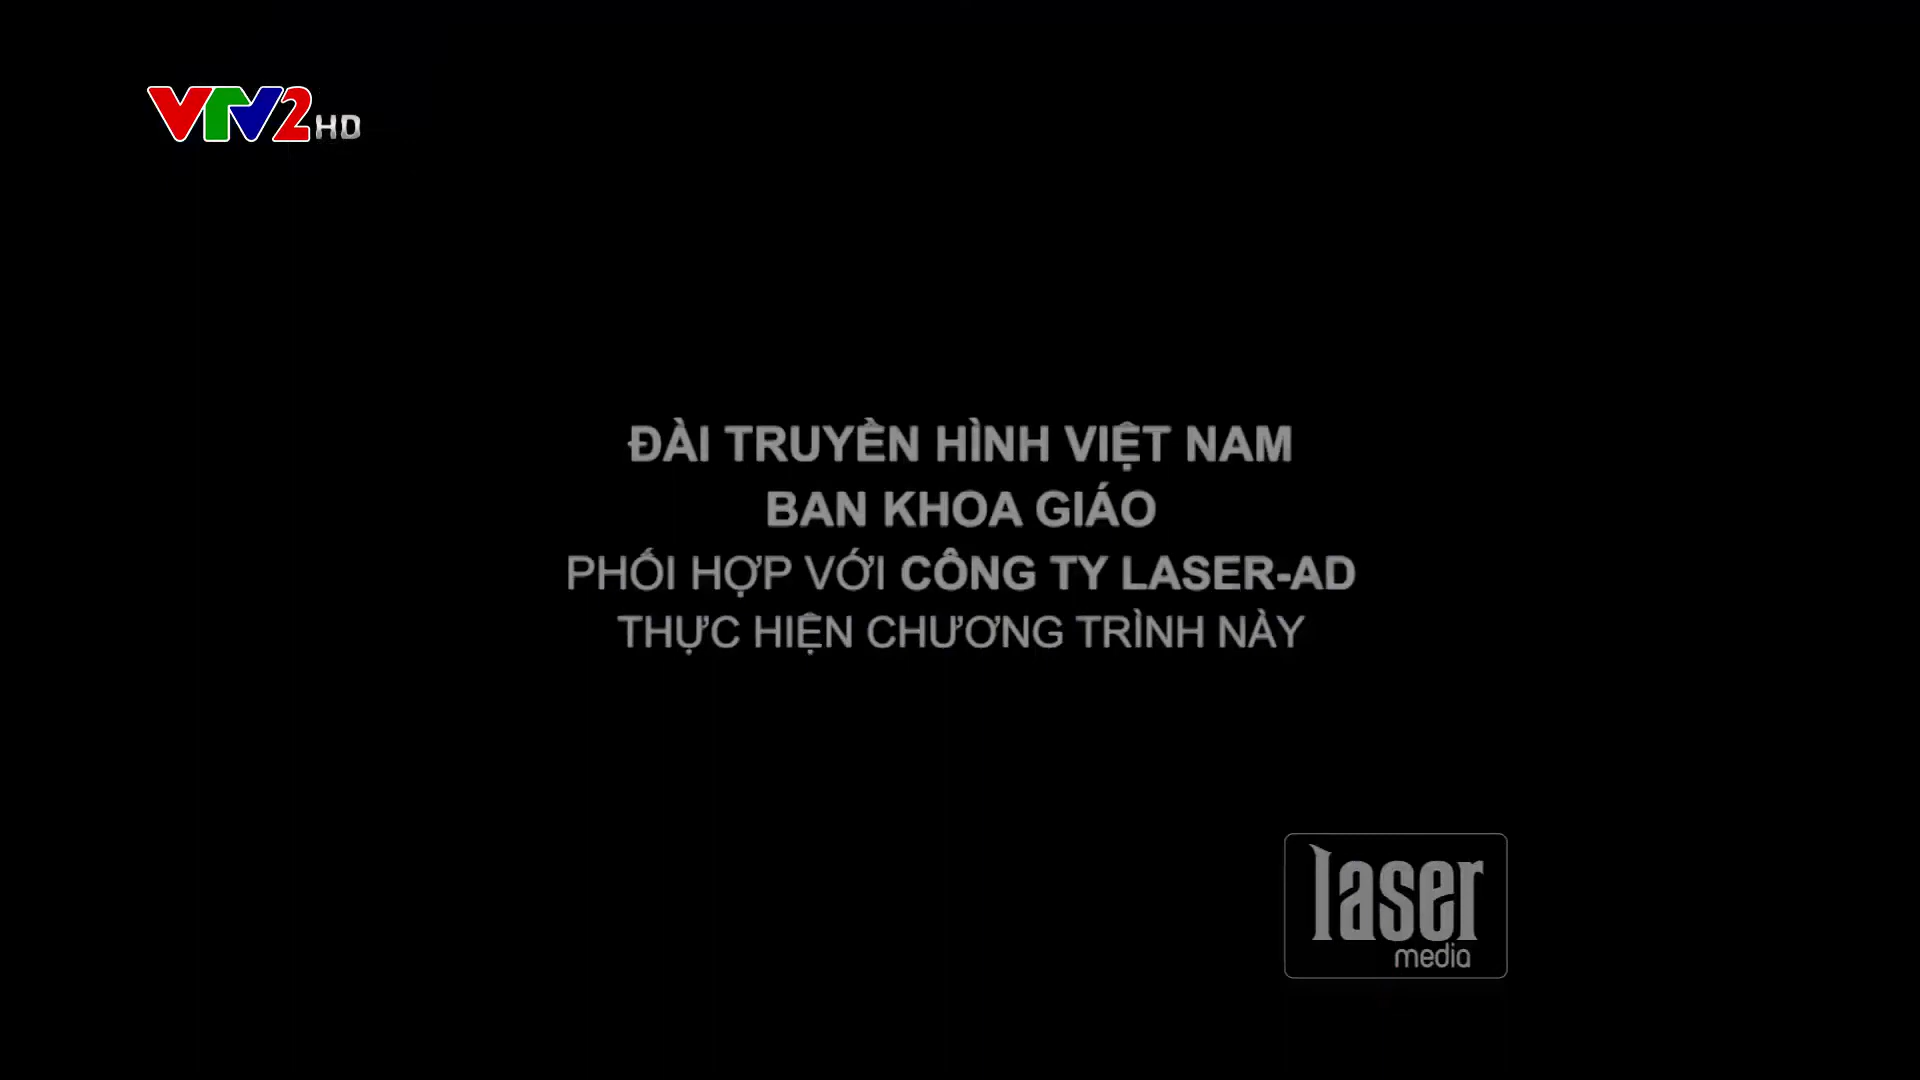 VTV2 HD
ĐÀI TRUYỀN HÌNH VIỆT NAM
BAN KHOA GIÁO
PHỐI HỢP VỚI CÔNG TY LASER-AD
THỰC HIỆN CHƯƠNG TRÌNH NÀY
laser
media